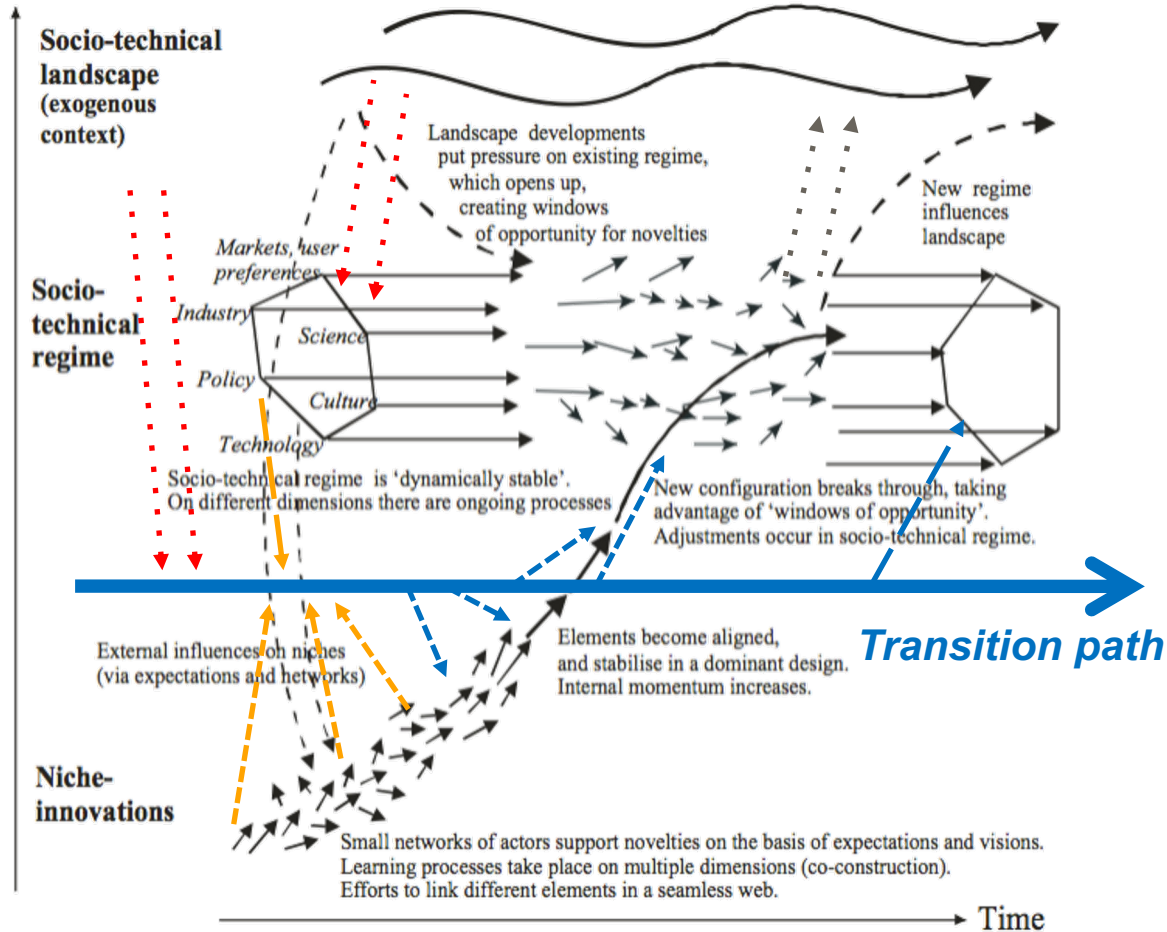 Socio-technical
landscape
(exogenous
context)
Landscape developments
put pressure on existing regime,
which opens up,
creating windows
of opportunity for novelties
New regime
influences
landscape
Markets, user
preferences
Socio-
technical
regime
Industry
Science
Policy
Culture
Technology
Socio-technical regime is ‘dynamically stable’.
On different dimensions there are ongoing processes
New configuration breaks through, taking
advantage of ‘windows of opportunity’.
Adjustments occur in socio-technical regime.
Transition path
External influences on niches
(via expectations and networks)
Elements become aligned,
and stabilise in a dominant design.
Internal momentum increases.
Niche-
innovations
Small networks of actors support novelties on the basis of expectations and visions.
Learning processes take place on multiple dimensions (co-construction).
Efforts to link different elements in a seamless web.
Time